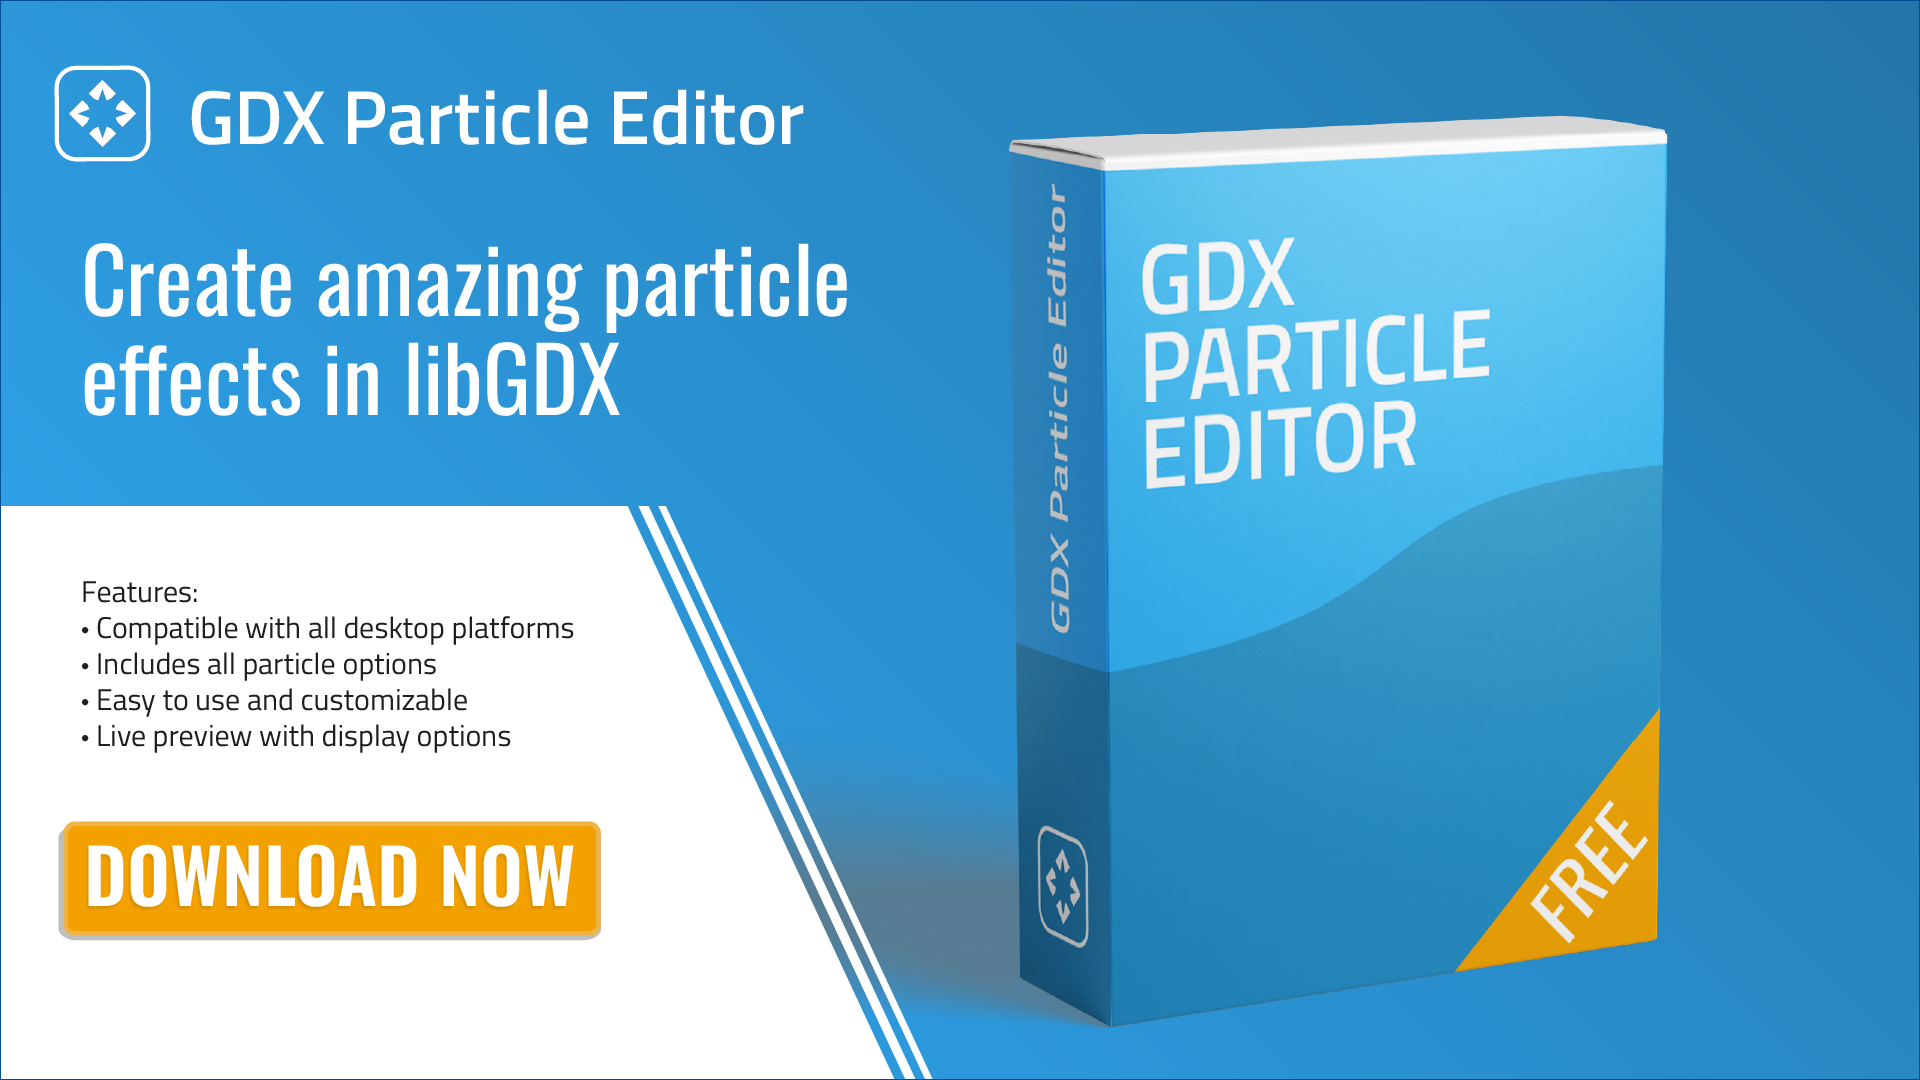 GDX Particle Editor
Create amazing particle
effects in libGDX
Features:
• Compatible with all desktop platforms
• Includes all particle options
• Easy to use and customizable
• Live preview with display options
DOWNLOAD NOW
GDX Particle Editor
GDX
PARTICLE
EDITOR
FREE